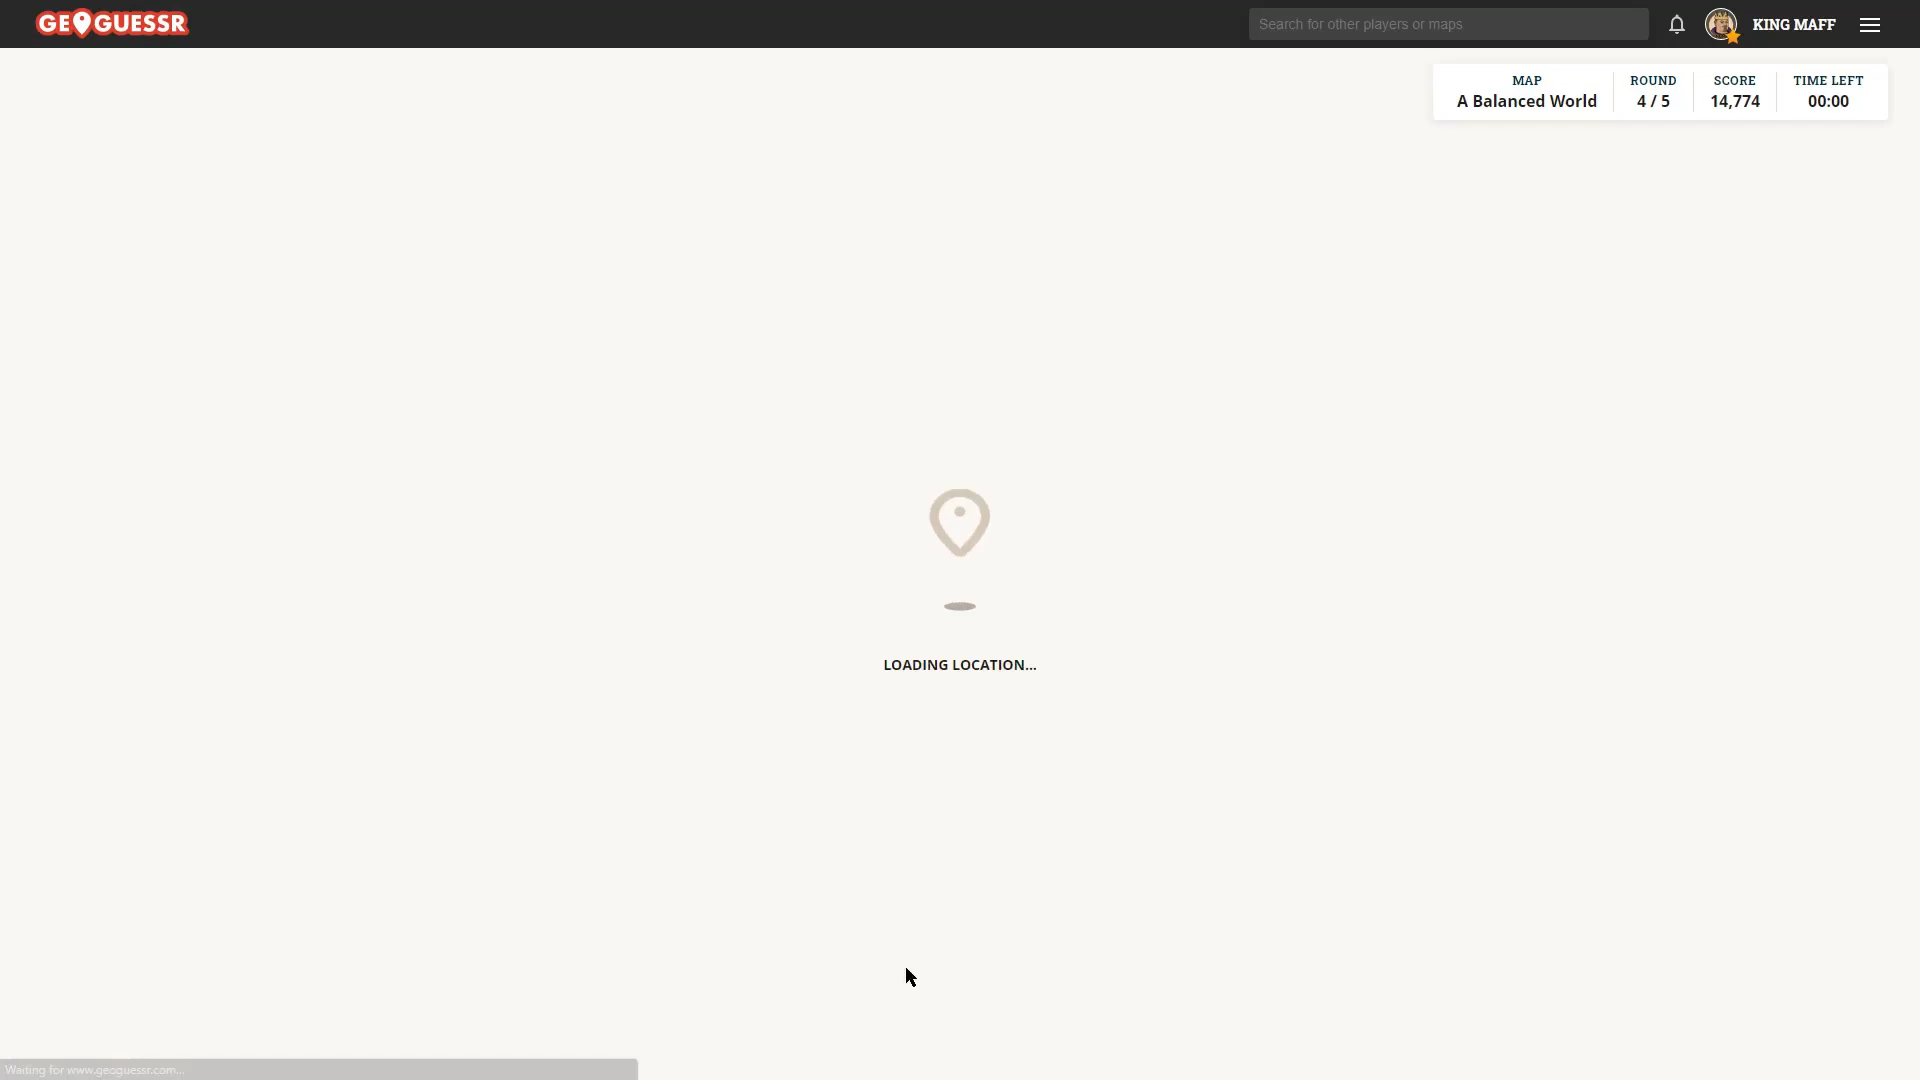 GEOGUESSR
Search for other players or maps
KING MAFF
MAP
A Balanced World
ROUND
4 / 5
SCORE
14,774
TIME LEFT
00:00
LOADING LOCATION...
Waiting for www.geoguessr.com...